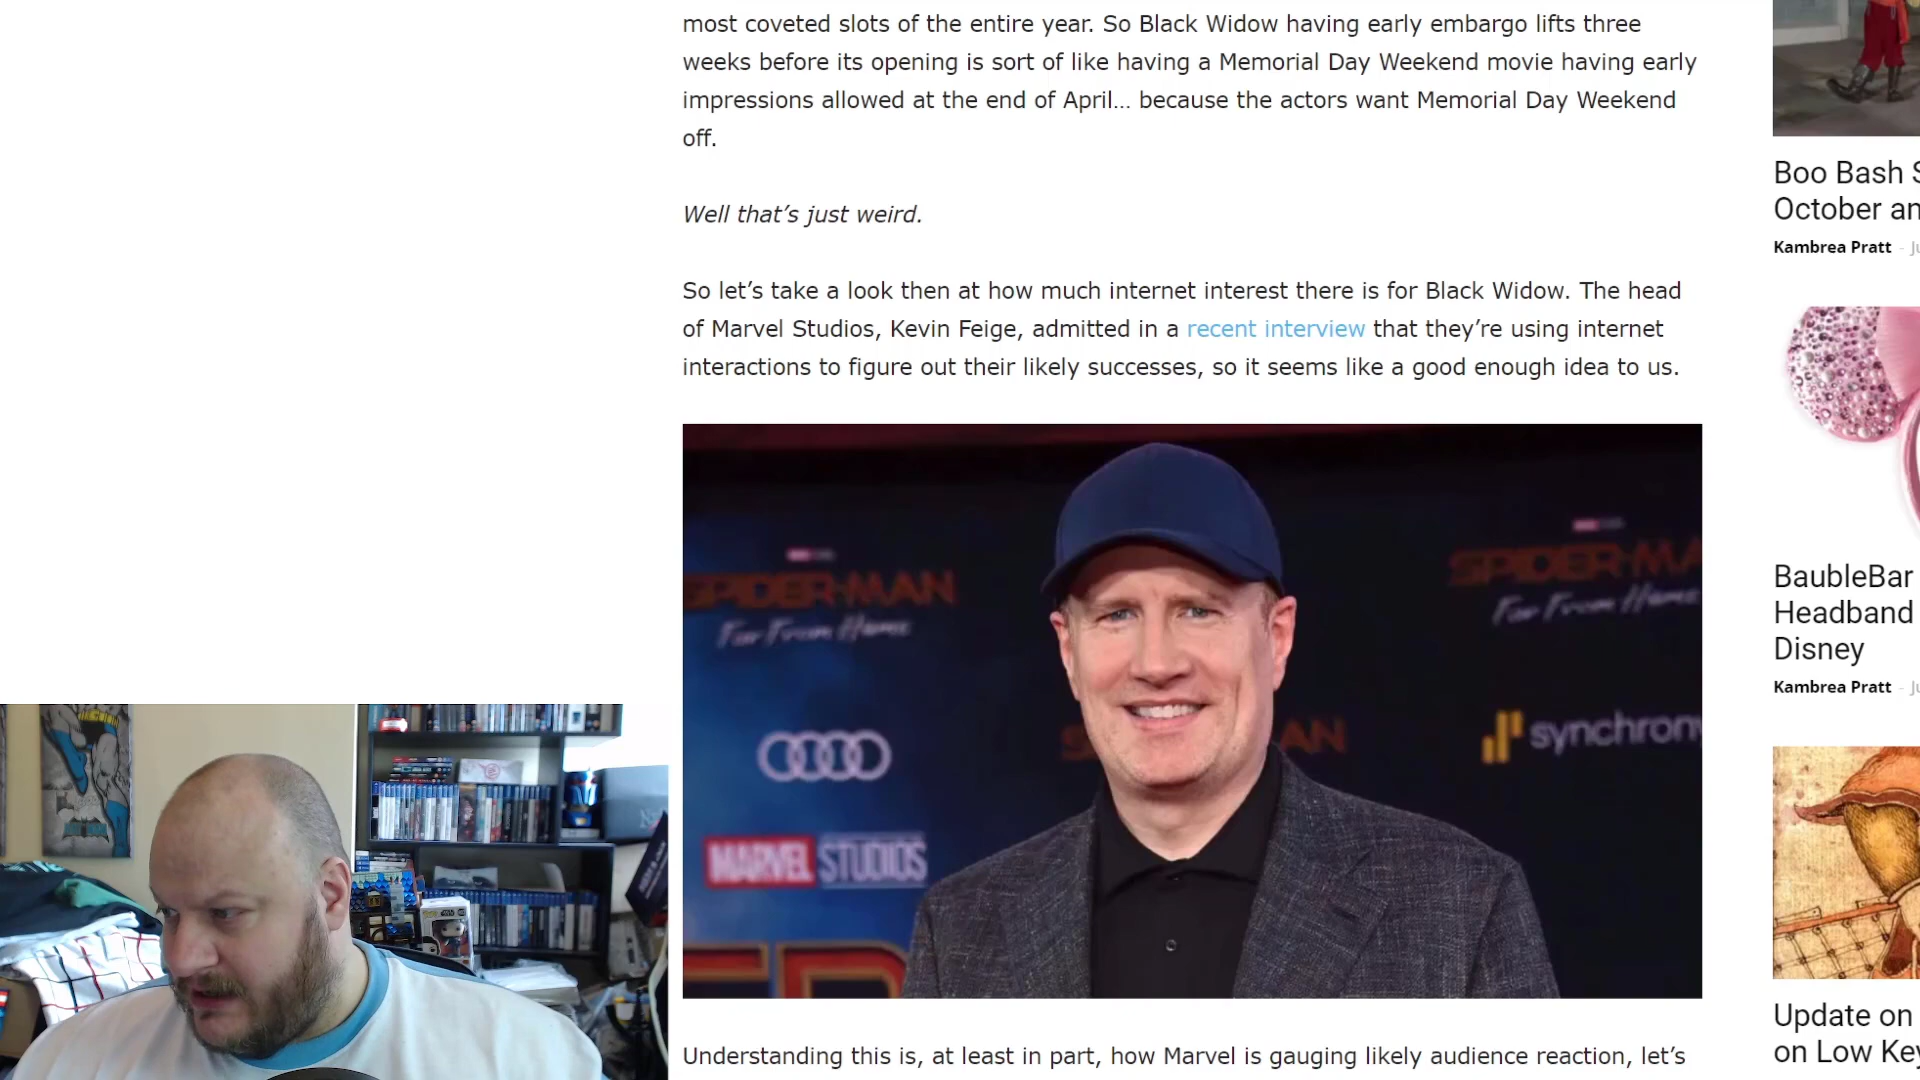 most coveted slots of the entire year. So Black Widow having early embargo lifts three
weeks before its opening is sort of like having a Memorial Day Weekend movie having early
impressions allowed at the end of April… because the actors want Memorial Day Weekend
off.
Well that’s just weird.
So let’s take a look then at how much internet interest there is for Black Widow. The head
of Marvel Studios, Kevin Feige, admitted in a recent interview that they’re using internet
interactions to figure out their likely successes, so it seems like a good enough idea to us.
SPIDER-MAN
Far From Home
SPIDER-MA
Far From Home
synchrony
MARVEL STUDIOS
Understanding this is, at least in part, how Marvel is gauging likely audience reaction, let’s
Boo Bash S
October an
Kambrea Pratt - Ju
BaubleBar
Headband
Disney
Kambrea Pratt - Ju
Update on
on Low Key
BATMAN